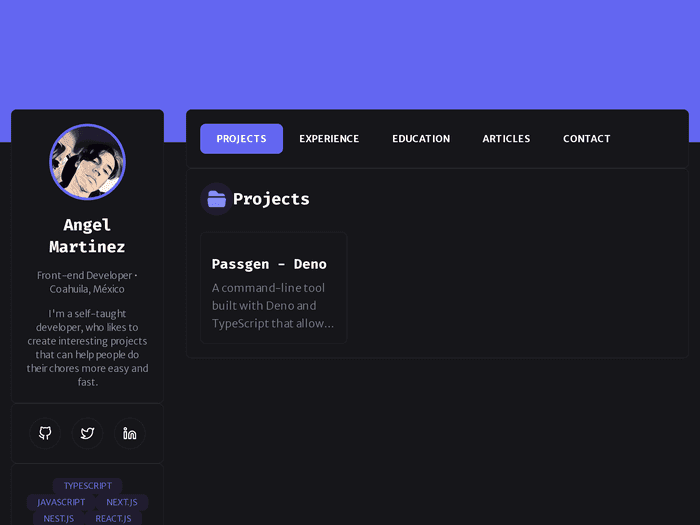 PROJECTS EXPERIENCE EDUCATION ARTICLES CONTACT
Angel
Martinez
Front-end Developer •
Coahuila, México
I'm a self-taught
developer, who likes to
create interesting projects
that can help people do
their chores more easy and
fast.
TYPESCRIPT
JAVASCRIPT NEXT.JS
NEST.JS REACT.JS
Projects
Passgen - Deno
A command-line tool
built with Deno and
TypeScript that allow...